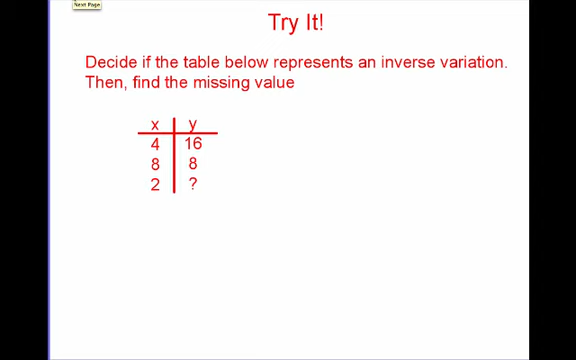 Next Page
Try It!
Decide if the table below represents an inverse variation.
Then, find the missing value
x y
4 16
8 8
2 ?